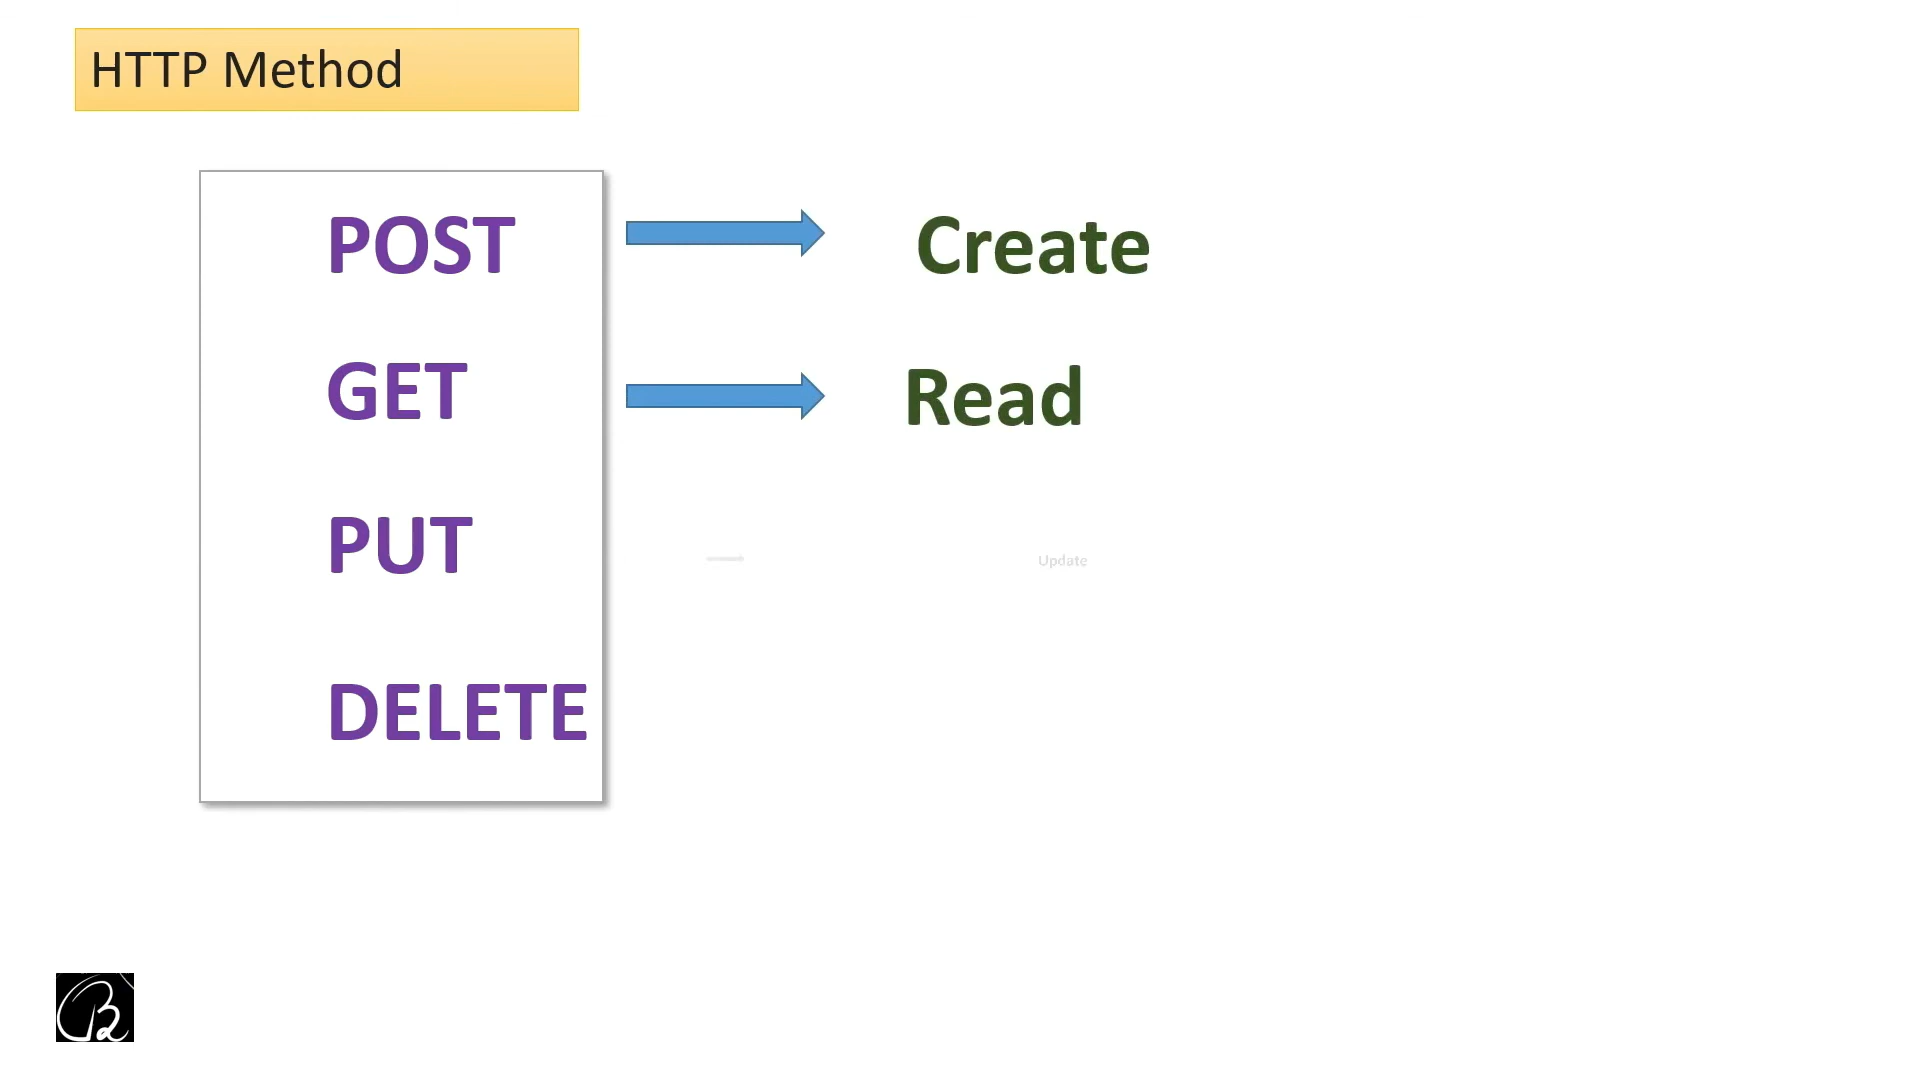 HTTP Method
POST
Create
GET
Read
PUT
Update
DELETE